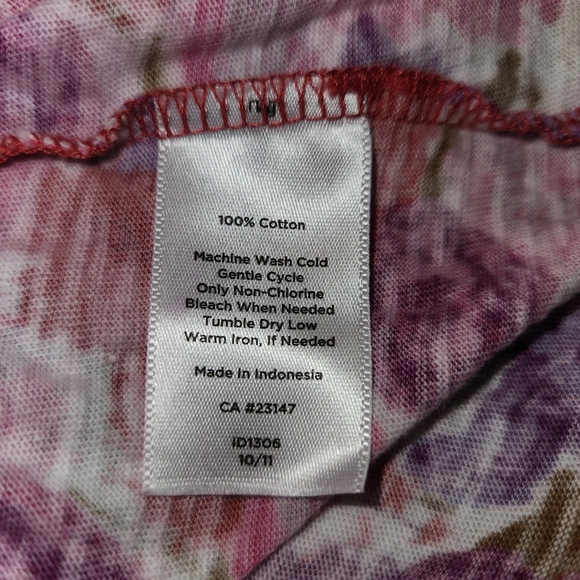 100% Cotton
Machine Wash Cold
Gentle Cycle
Only Non-Chlorine
Bleach When Needed
Tumble Dry Low
Warm Iron, If Needed
Made In Indonesia
CA #23147
ID1306
10/11